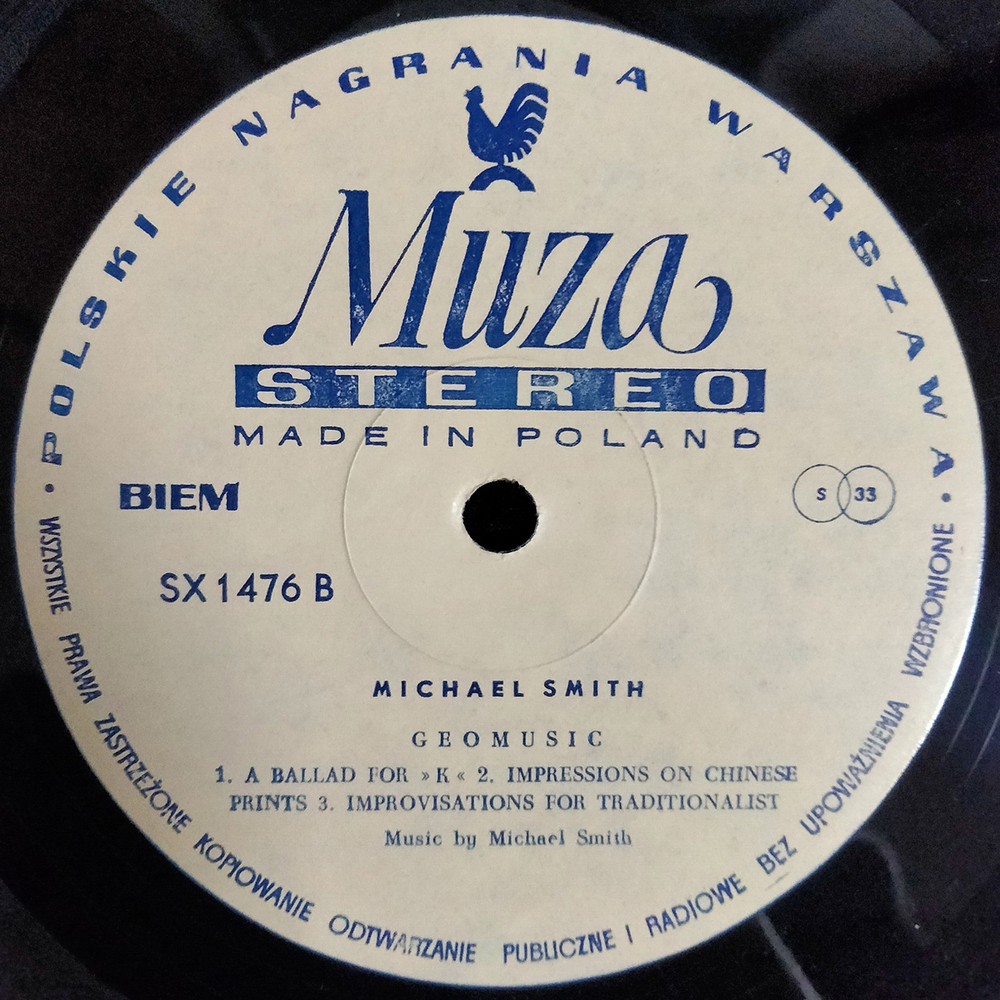 POLSKIE NAGRANIA WARSZAWA
Muza
STEREO
MADE IN POLAND
BIEM
S 33
SX 1476 B
MICHAEL SMITH
GEOMUSIC
1. A BALLAD FOR »K« 2. IMPRESSIONS ON CHINESE
PRINTS 3. IMPROVISATIONS FOR TRADITIONALIST
Music by Michael Smith
• WSZYSTKIE PRAWA ZASTRZEŻONE KOPIOWANIE ODTWARZANIE PUBLICZNE I RADIOWE BEZ UPOWAŻNIENIA WZBRONIONE •